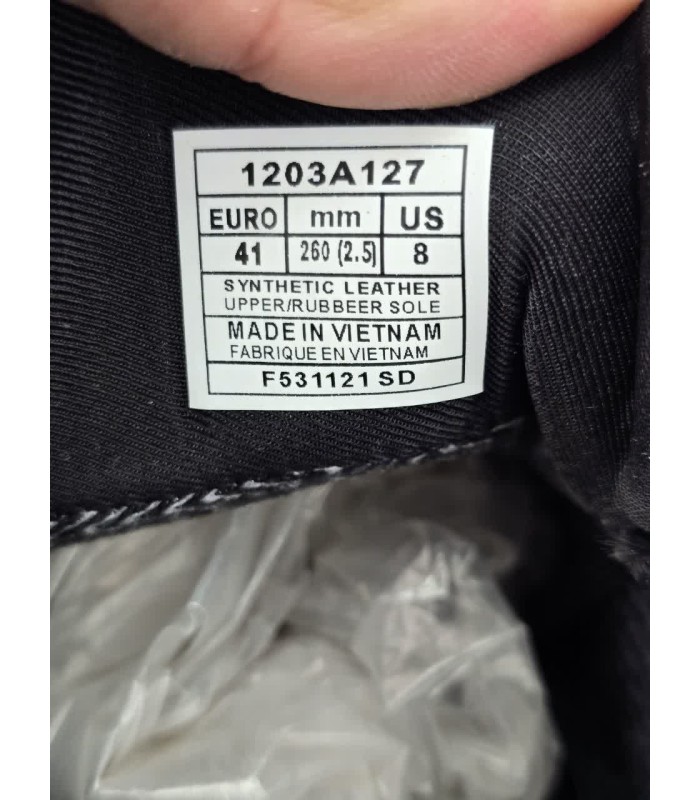 1203A127
EURO mm US
41 260 (2.5) 8
SYNTHETIC LEATHER
UPPER/RUBBEER SOLE
MADE IN VIETNAM
FABRIQUE EN VIETNAM
F531121 SD